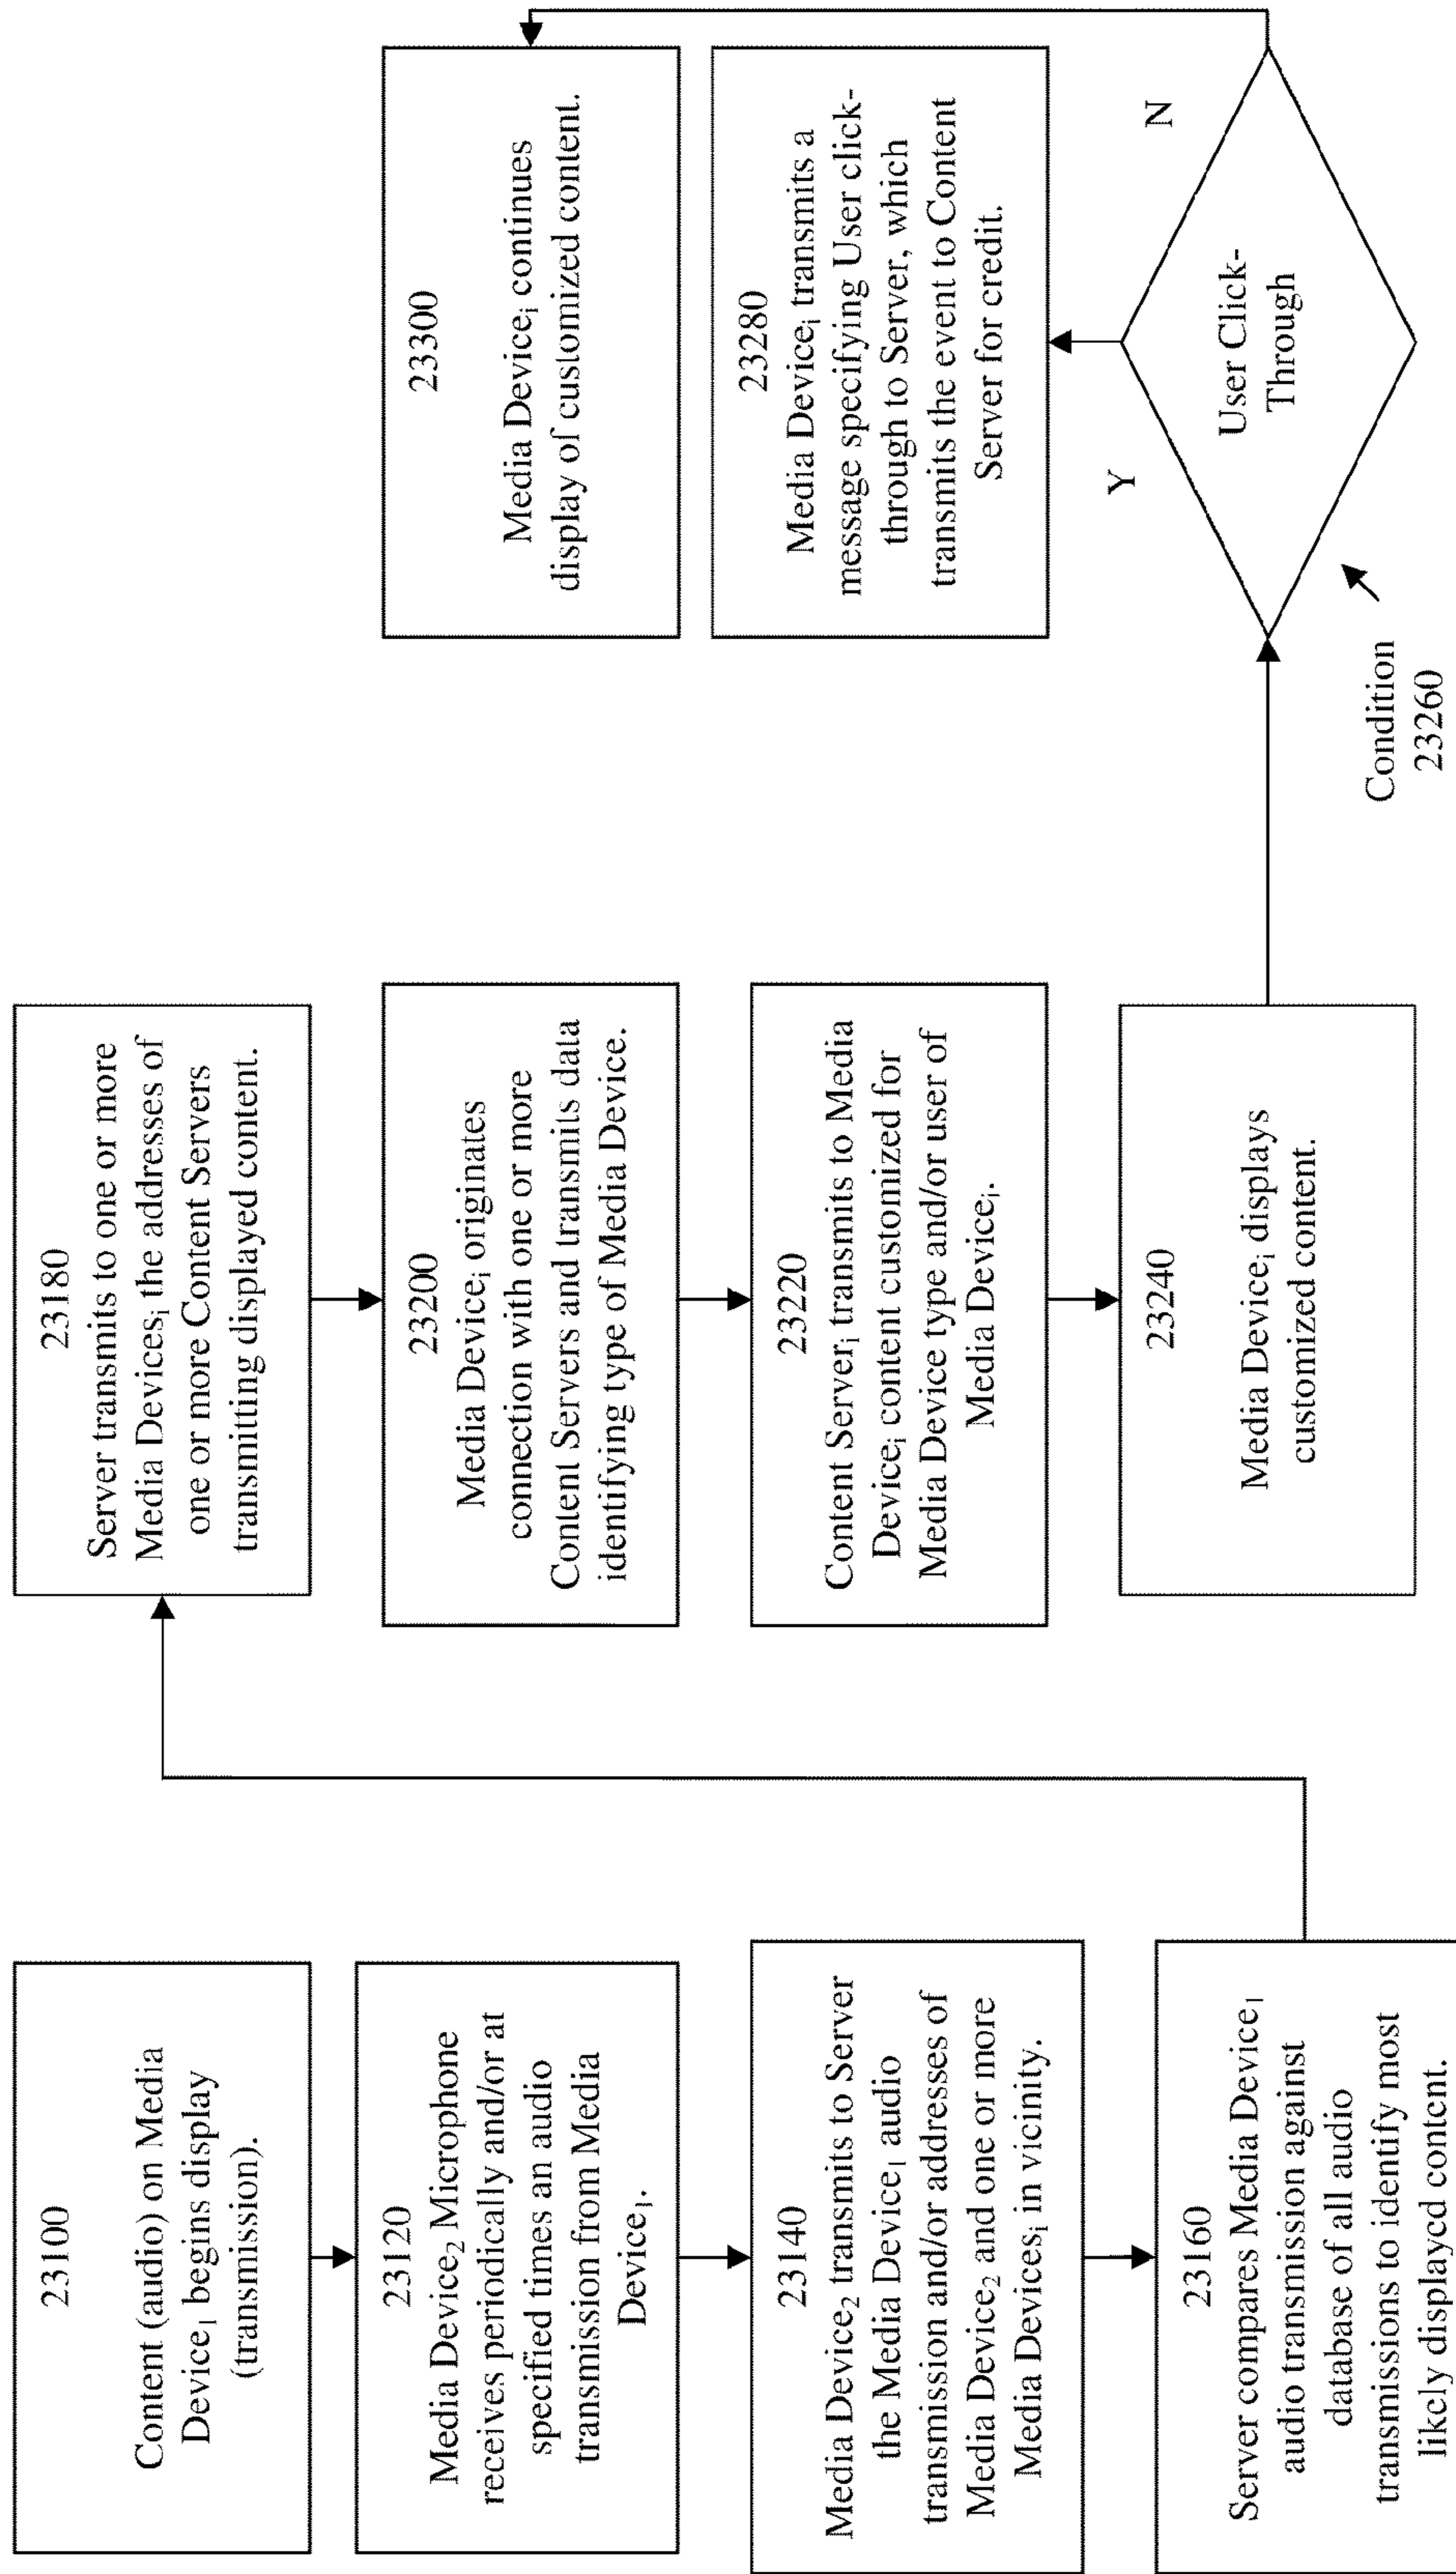 23100
Content (audio) on Media
Device₁ begins display
(transmission).
23120
Media Device₂ Microphone
receives periodically and/or at
specified times an audio
transmission from Media
Device₁.
23140
Media Device₂ transmits to Server
the Media Device₁ audio
transmission and/or addresses of
Media Device₂ and one or more
Media Devicesᵢ in vicinity.
23160
Server compares Media Device₁
audio transmission against
database of all audio
transmissions to identify most
likely displayed content.
23180
Server transmits to one or more
Media Devicesᵢ the addresses of
one or more Content Servers
transmitting displayed content.
23200
Media Deviceᵢ originates
connection with one or more
Content Servers and transmits data
identifying type of Media Device.
23220
Content Serverᵢ transmits to Media
Deviceᵢ content customized for
Media Device type and/or user of
Media Deviceᵢ.
23240
Media Deviceᵢ displays
customized content.
23300
Media Deviceᵢ continues
display of customized content.
23280
Media Deviceᵢ transmits a
message specifying User click-
through to Server, which
transmits the event to Content
Server for credit.
Y
N
User Click-
Through
Condition
23260